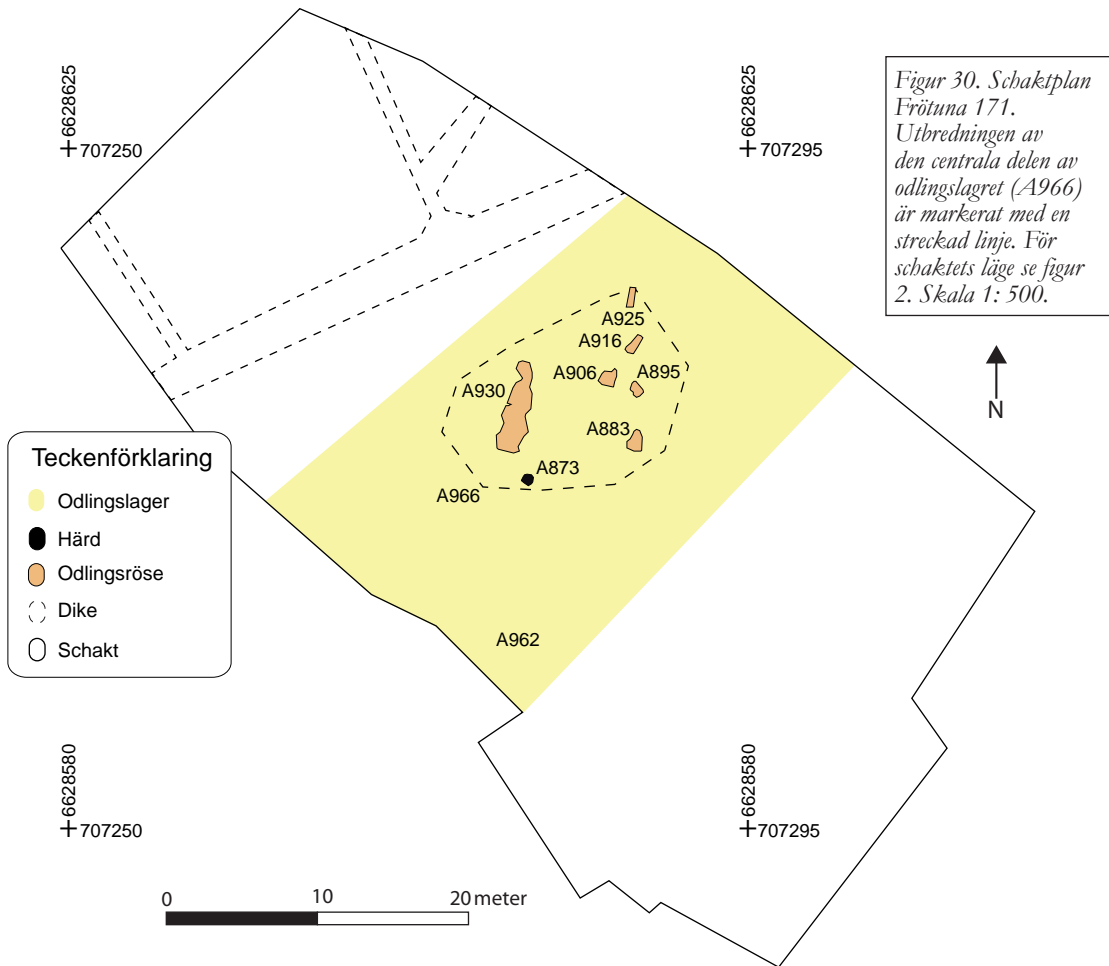 6628625
707250
6628625
707295
Figur 30. Schaktplan
Frötuna 171.
Utbredningen av
den centrala delen av
odlingslagret (A966)
är markerat med en
streckad linje. För
schaktets läge se figur
2. Skala 1: 500.
N
A925
A916
A906
A895
A930
A883
A873
A966
A962
Teckenförklaring
Odlingslager
Härd
Odlingsröse
Dike
Schakt
6628580
707250
6628580
707295
0 10 20 meter